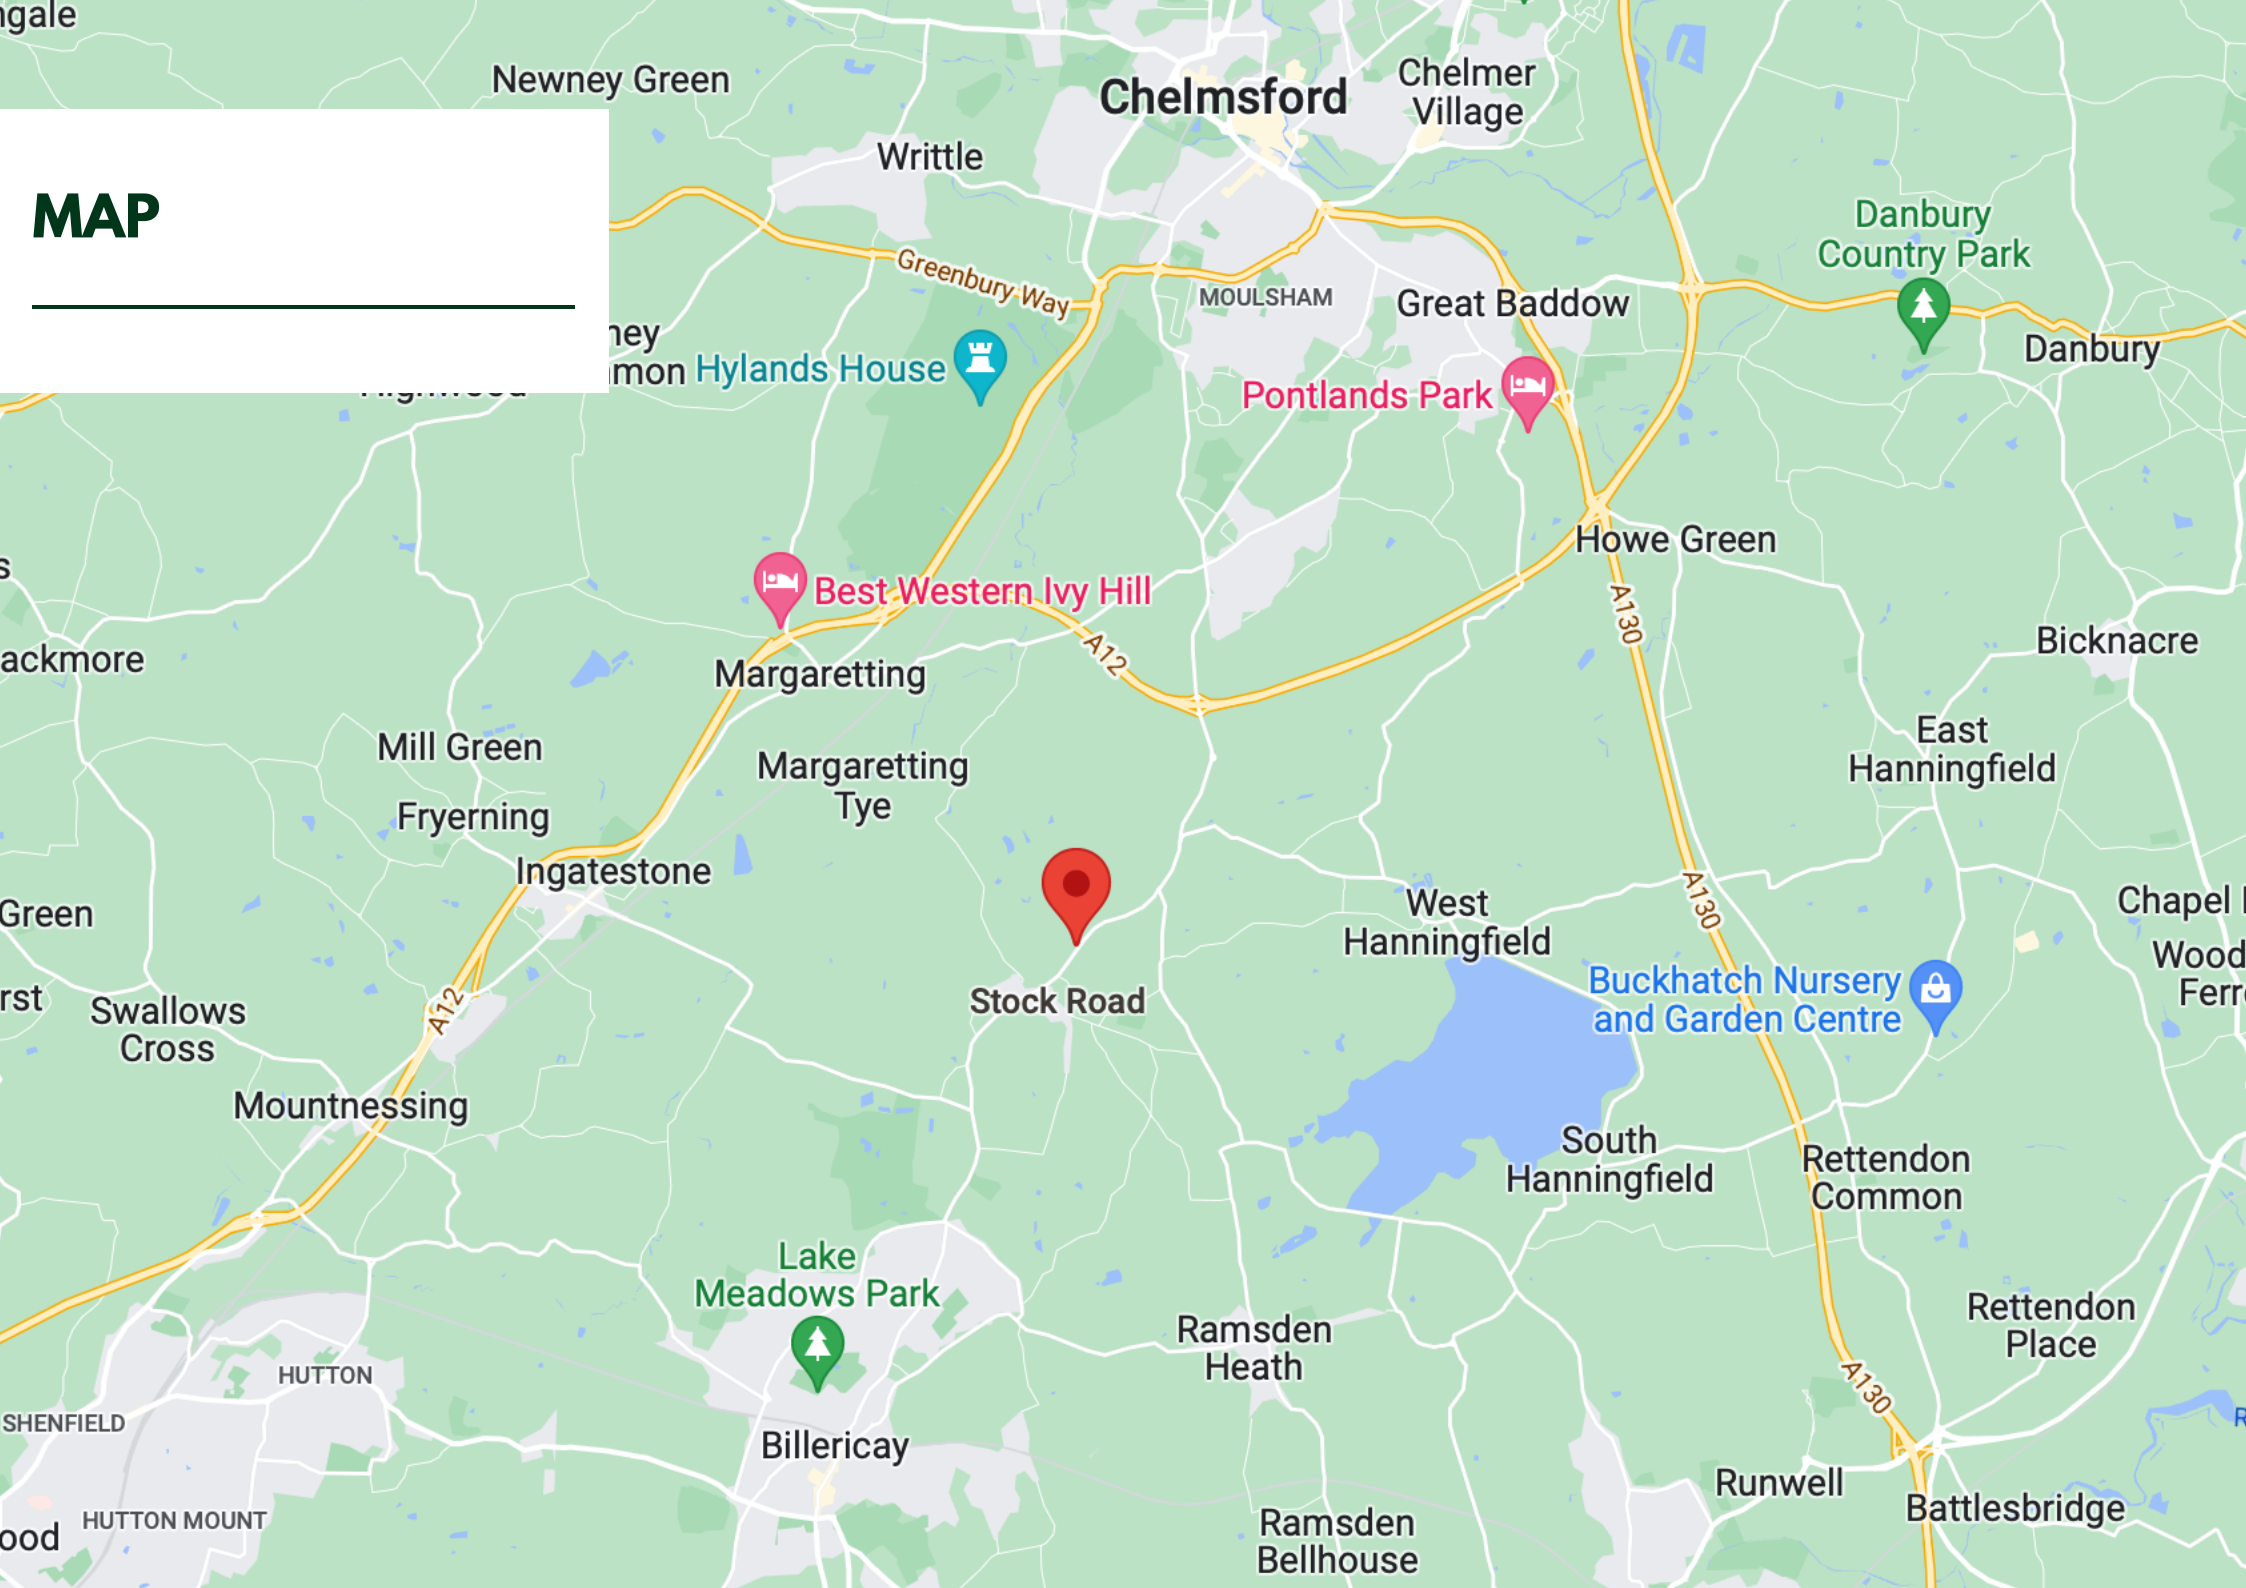 Newney Green
Chelmsford
Chelmer
Village
Writtle
MAP
Danbury
Country Park
Greenbury Way
MOULSHAM
Great Baddow
Danbury
Hylands House
Pontlands Park
Howe Green
Best Western Ivy Hill
A130
A12
Bicknacre
Margaretting
Mill Green
Margaretting
Tye
East
Hanningfield
Fryerning
Ingatestone
A130
West
Hanningfield
Green
Chapel
Wood
Stock Road
Buckhatch Nursery
and Garden Centre
A12
Swallows
Cross
Mountnessing
South
Hanningfield
Rettendon
Common
Lake
Meadows Park
Ramsden
Heath
Rettendon
Place
HUTTON
A130
SHENFIELD
Billericay
Runwell
Battlesbridge
HUTTON MOUNT
Ramsden
Bellhouse